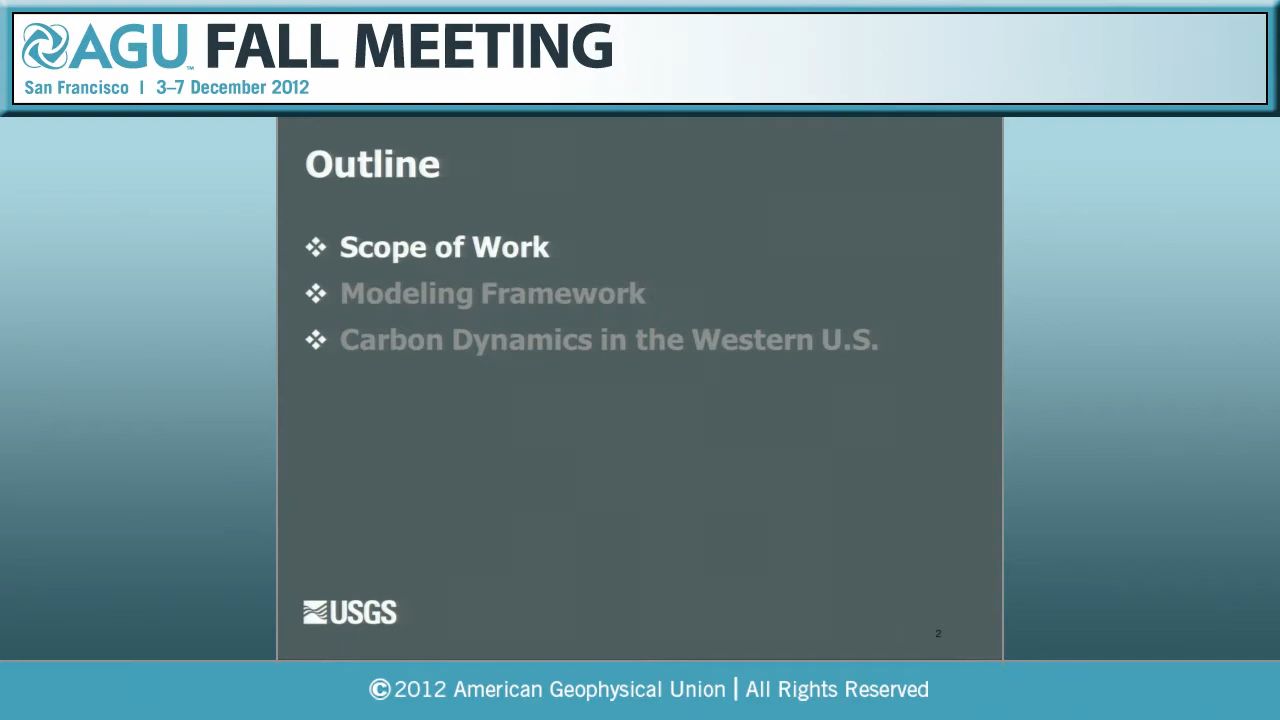 AGU™ FALL MEETING
San Francisco | 3–7 December 2012
Outline
❖ Scope of Work
❖ Modeling Framework
❖ Carbon Dynamics in the Western U.S.
USGS
2
©2012 American Geophysical Union | All Rights Reserved